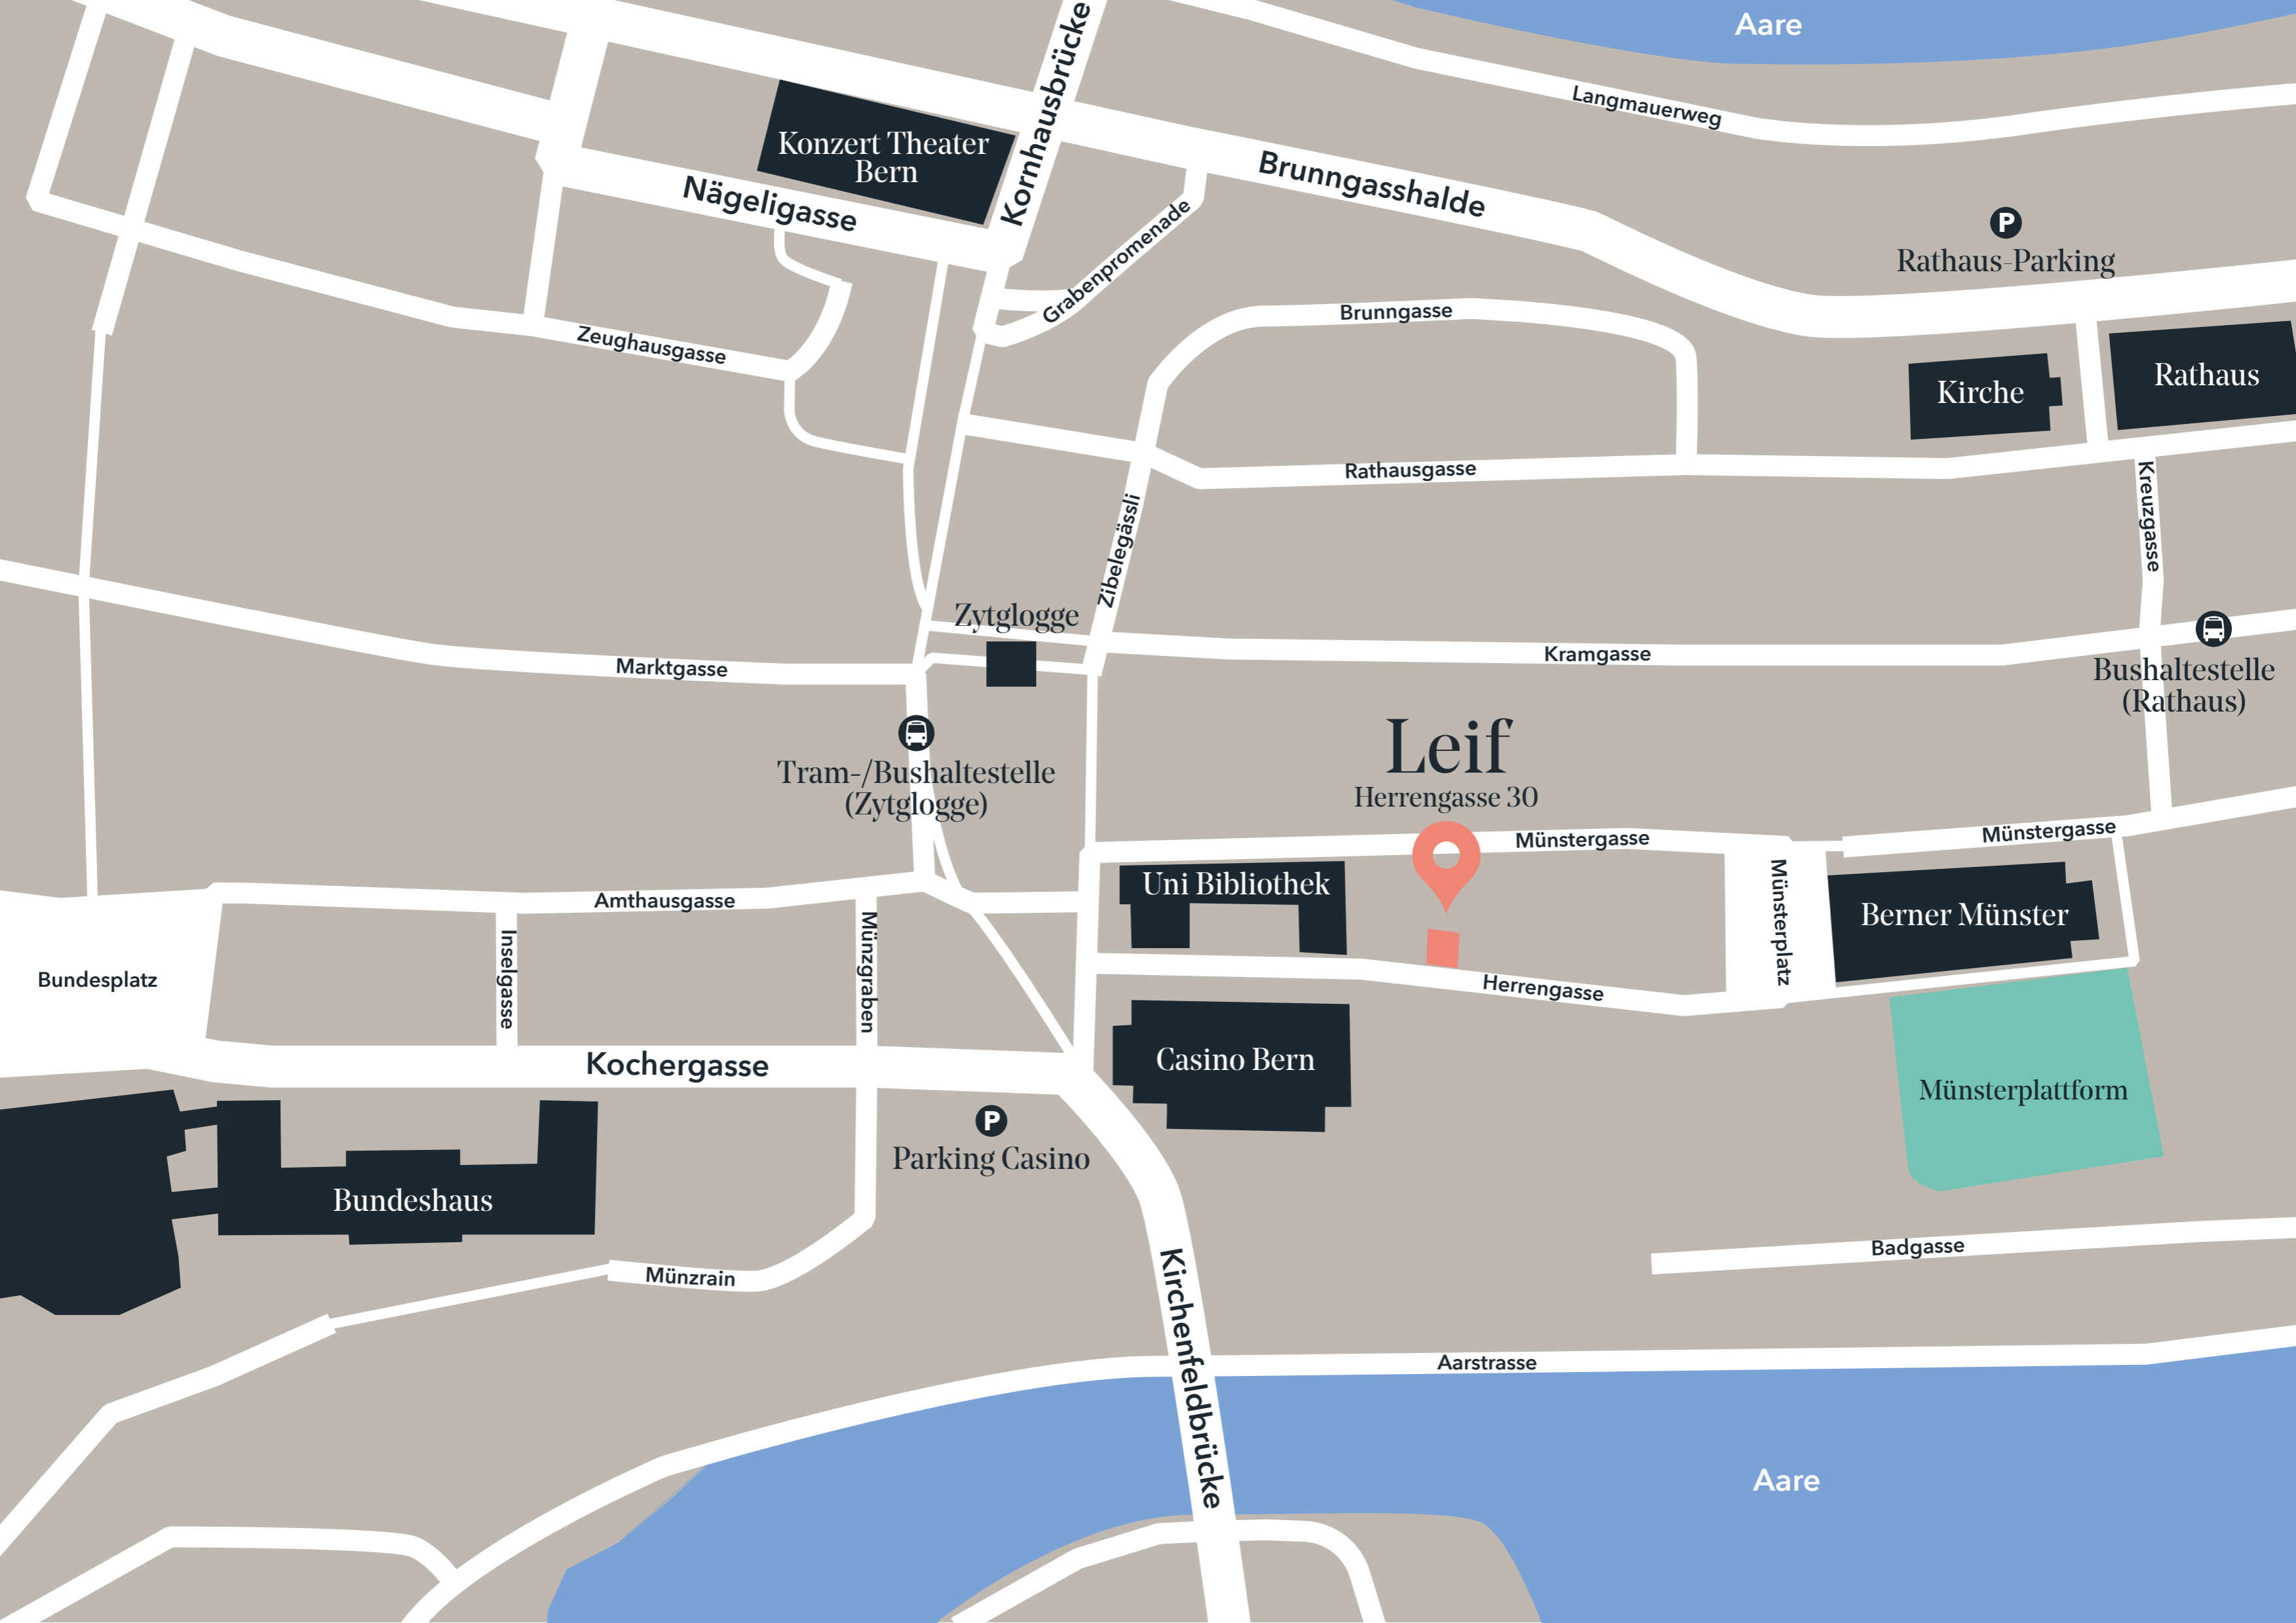 Aare
Kornhausbrücke
Langmauerweg
Konzert Theater
Bern
Nägeligasse
Brunngasshalde
Grabenpromenade
P
Rathaus-Parking
Brunngasse
Zeughausgasse
Kirche
Rathaus
Rathausgasse
Kreuzgasse
Zibelegässli
Zytglogge
Marktgasse
Kramgasse
Bushaltestelle
(Rathaus)
Tram-/Bushaltestelle
(Zytglogge)
Leif
Herrengasse 30
Münstergasse
Münstergasse
Uni Bibliothek
Münsterplatz
Berner Münster
Amthausgasse
Inselgasse
Münzgraben
Bundesplatz
Herrengasse
Kochergasse
Casino Bern
Münsterplattform
P
Parking Casino
Bundeshaus
Münzrain
Badgasse
Kirchenfeldbrücke
Aarstrasse
Aare